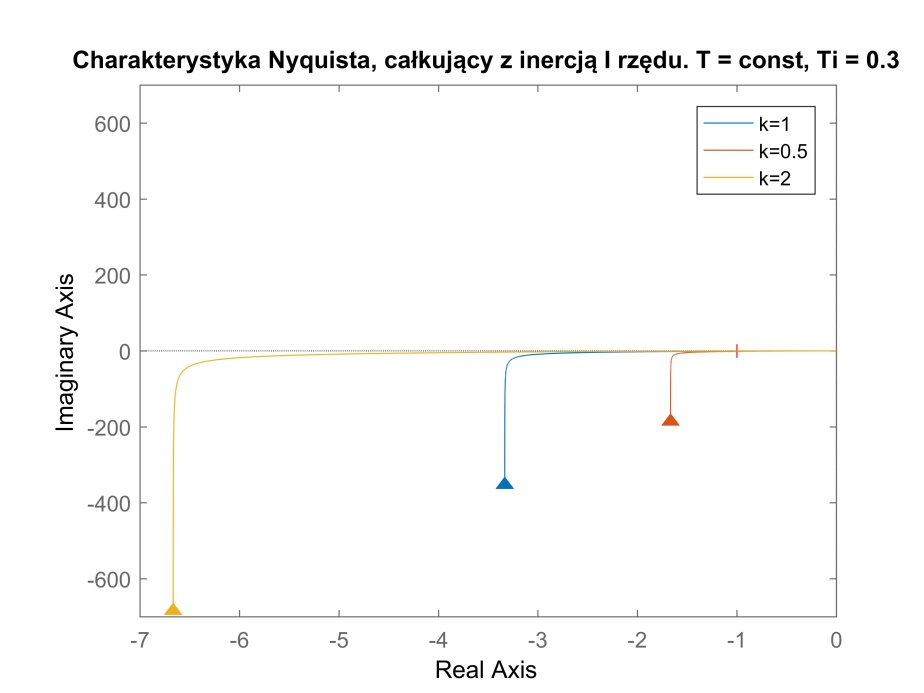 Charakterystyka Nyquista, całkujący z inercją I rzędu. T = const, Ti = 0.3
k=1
k=0.5
k=2
600
400
200
0
-200
-400
-600
Imaginary Axis
-7 -6 -5 -4 -3 -2 -1 0
Real Axis